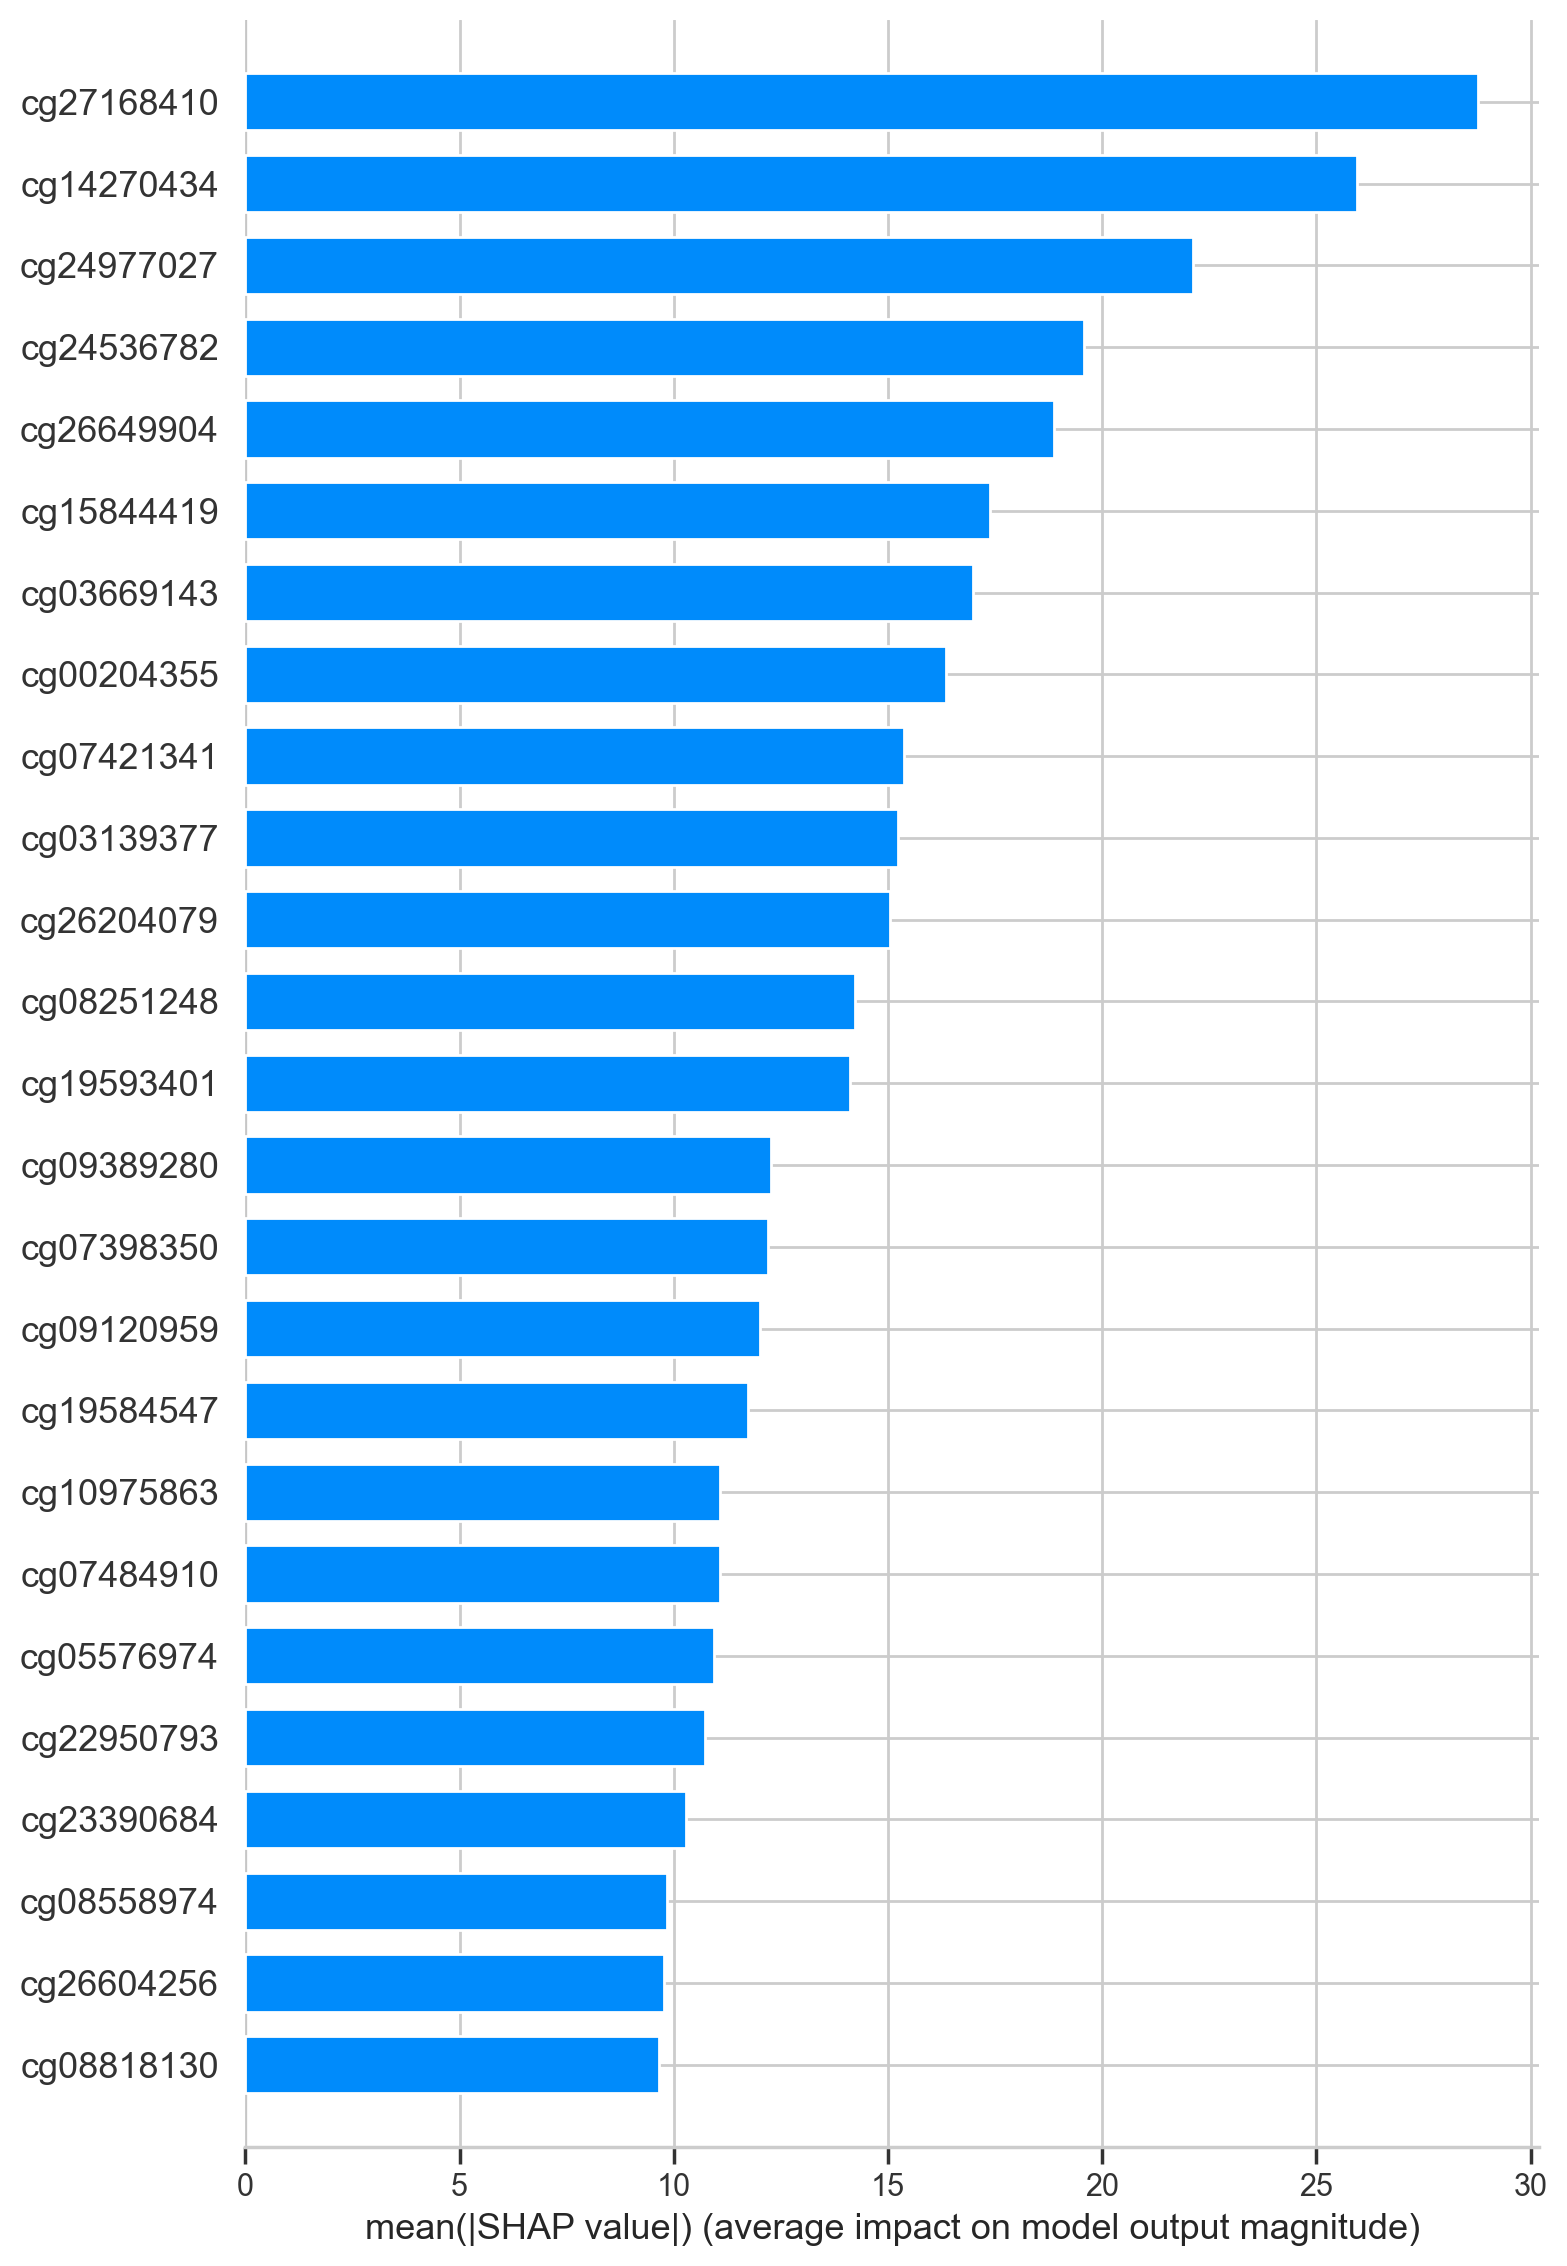 cg27168410
cg14270434
cg24977027
cg24536782
cg26649904
cg15844419
cg03669143
cg00204355
cg07421341
cg03139377
cg26204079
cg08251248
cg19593401
cg09389280
cg07398350
cg09120959
cg19584547
cg10975863
cg07484910
cg05576974
cg22950793
cg23390684
cg08558974
cg26604256
cg08818130
0 5 10 15 20 25 30
mean(|SHAP value|) (average impact on model output magnitude)